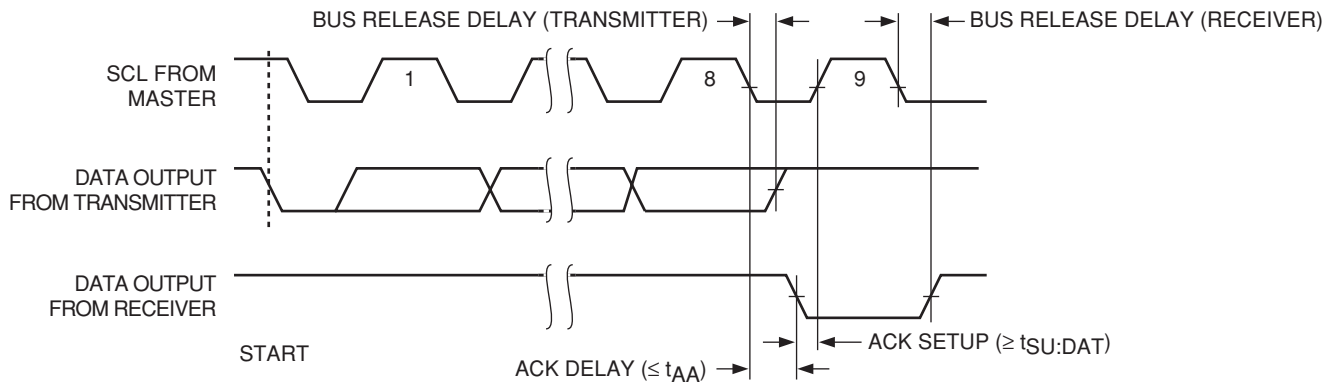 BUS RELEASE DELAY (TRANSMITTER)
BUS RELEASE DELAY (RECEIVER)
SCL FROM
MASTER
1
8
9
DATA OUTPUT
FROM TRANSMITTER
DATA OUTPUT
FROM RECEIVER
START
ACK SETUP (≥ tSU:DAT)
ACK DELAY (≤ tAA)